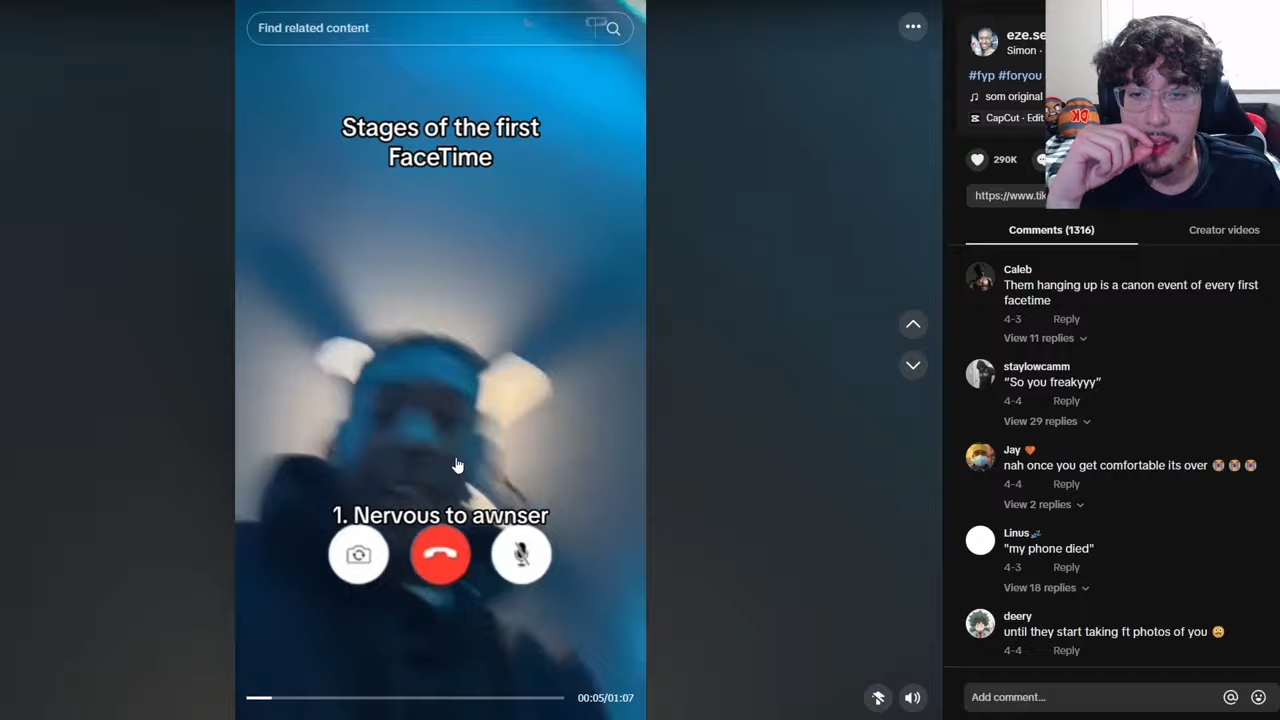 Find related content
Stages of the first
FaceTime
1. Nervous to awnser
00:05/01:07
eze.se
Simon ·
#fyp #foryou
som original
CapCut · Edit
DK
290K
https://www.tik
Comments (1316)
Creator videos
Caleb
Them hanging up is a canon event of every first
facetime
4-3 Reply
View 11 replies
staylowcamm
“So you freakyyy”
4-4 Reply
View 29 replies
Jay 🧡
nah once you get comfortable its over 😭 😭 😭
4-4 Reply
View 2 replies
Linus💤
"my phone died"
4-3 Reply
View 18 replies
deery
until they start taking ft photos of you 😩
4-4 Reply
Add comment...